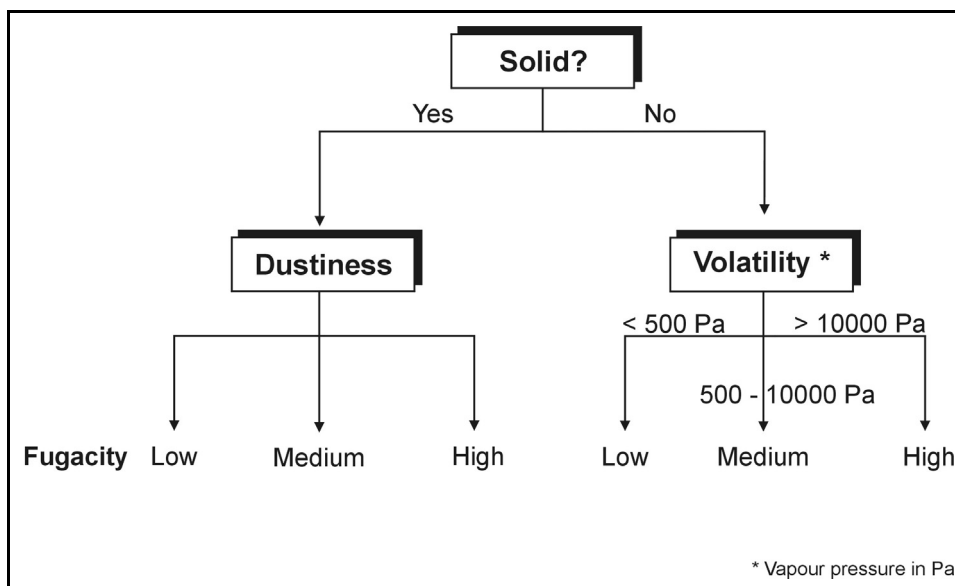 Solid?
Yes No
Dustiness Volatility *
< 500 Pa > 10000 Pa
500 - 10000 Pa
Fugacity Low Medium High Low Medium High
* Vapour pressure in Pa